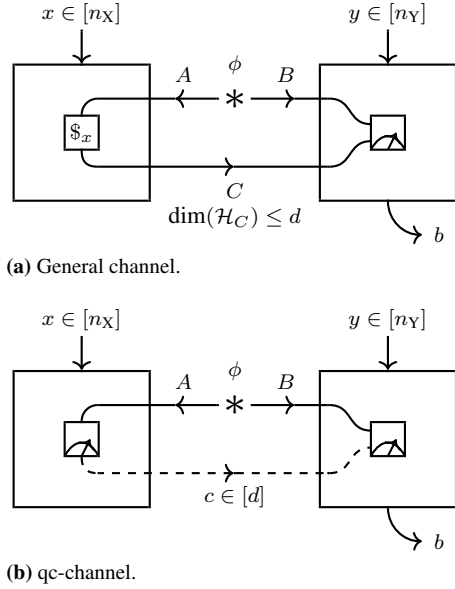 x ∈ [n_X] y ∈ [n_Y]
A ϕ B
$_x
C
dim(ℋ_C) ≤ d
b
(a) General channel.
x ∈ [n_X] y ∈ [n_Y]
A ϕ B
c ∈ [d]
b
(b) qc-channel.